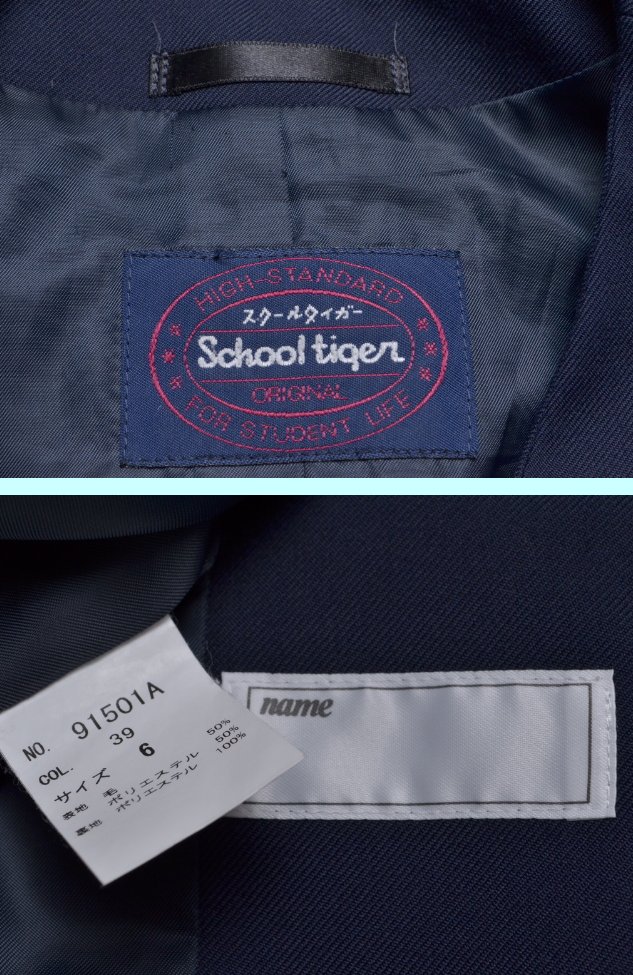 HIGH-STANDARD
スクールタイガー
School tiger
ORIGINAL
FOR STUDENT LIFE
NO. 91501A
COL. 39
サイズ 6
表地 毛 50%
ポリエステル 50%
裏地 ポリエステル 100%
name